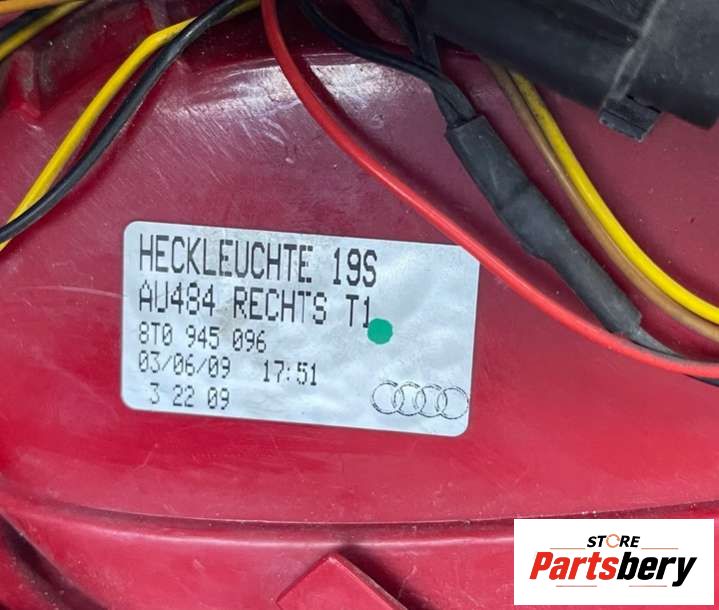 HECKLEUCHTE 19S
AU484 RECHTS T1
8T0 945 096
03/06/09 17:51
3 22 09
STORE
Partsbery